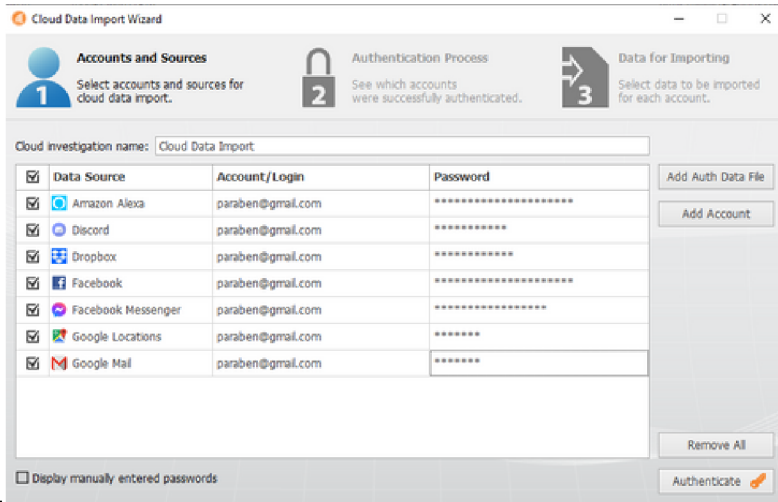 Cloud Data Import Wizard
Accounts and Sources
Select accounts and sources for
cloud data import.
1
Authentication Process
See which accounts
were successfully authenticated.
2
Data for Importing
Select data to be imported
for each account.
3
Cloud investigation name: Cloud Data Import
Data Source Account/Login Password
Amazon Alexa paraben@gmail.com *********************
Discord paraben@gmail.com ***********
Dropbox paraben@gmail.com ************
Facebook paraben@gmail.com *********************
Facebook Messenger paraben@gmail.com *****************
Google Locations paraben@gmail.com *******
Google Mail paraben@gmail.com *******
Add Auth Data File
Add Account
Remove All
Display manually entered passwords
Authenticate